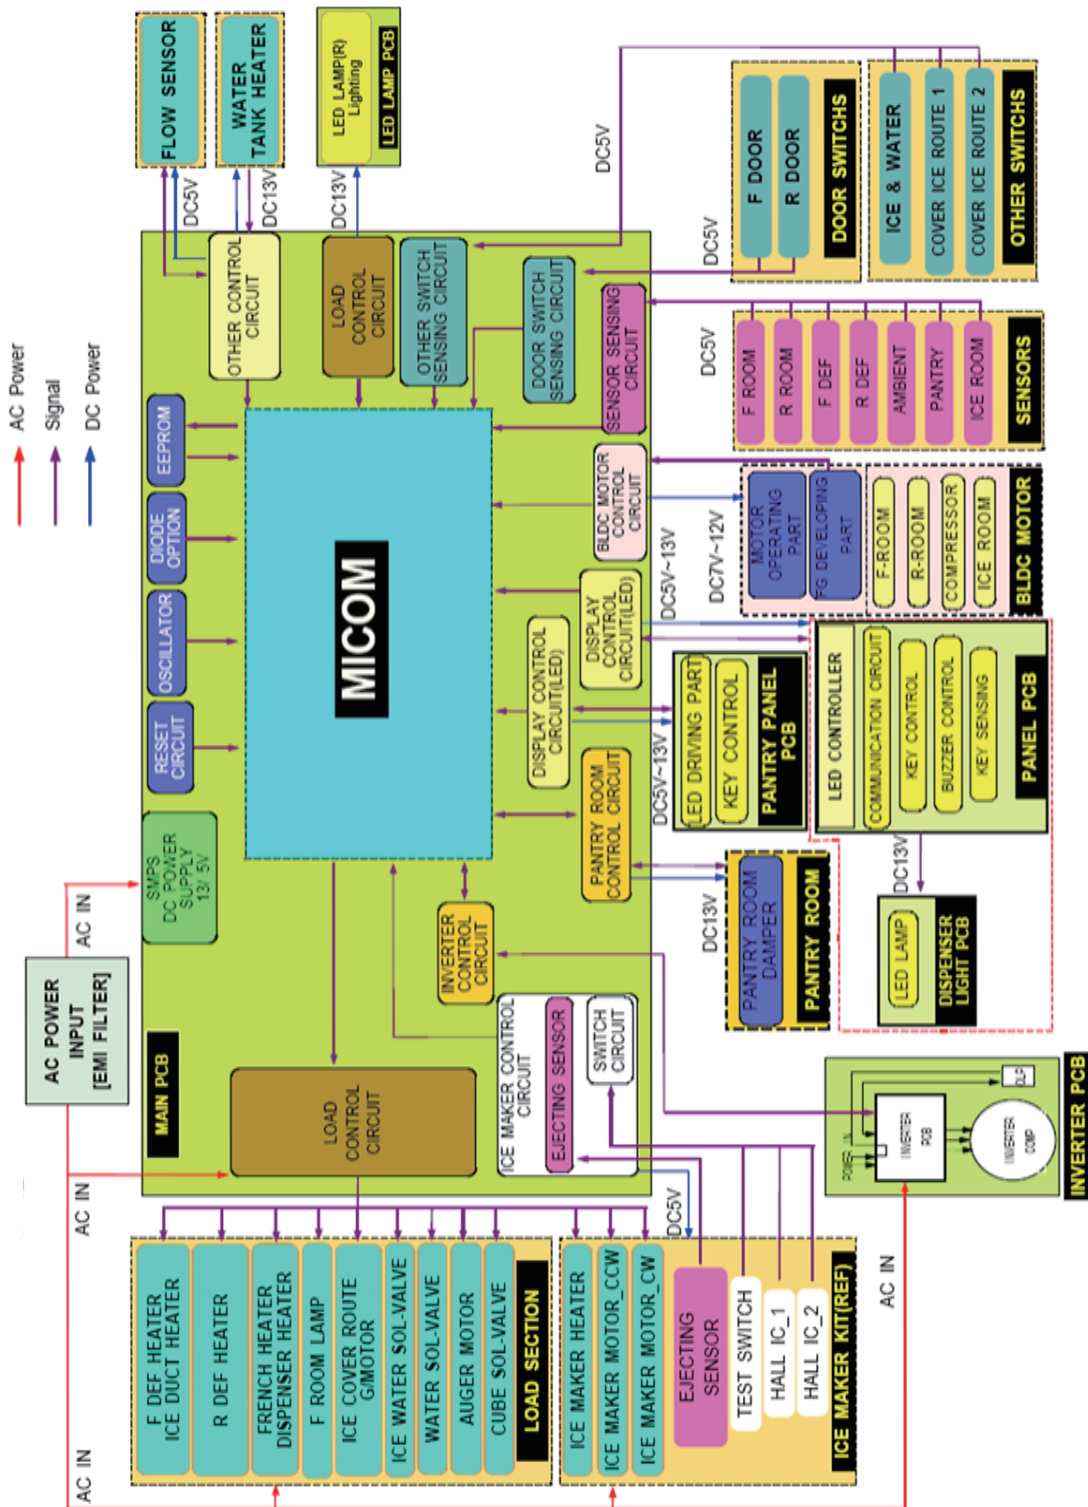 AC Power
Signal
DC Power
FLOW SENSOR
WATER
TANK HEATER
LED LAMP(R)
Lighting
LED LAMP PCB
DC5V
DC13V
DC13V
AC POWER
INPUT
[EMI FILTER]
AC IN
AC IN
AC IN
AC IN
MAIN PCB
SMPS
DC POWER
SUPPLY
13/ 5V
RESET
CIRCUIT
OSCILLATOR
DIODE
OPTION
EEPROM
OTHER CONTROL
CIRCUIT
LOAD
CONTROL
CIRCUIT
OTHER SWITCH
SENSING CIRCUIT
DOOR SWITCH
SENSING CIRCUIT
SENSOR SENSING
CIRCUIT
MICOM
BLDC MOTOR
CONTROL
CIRCUIT
DISPLAY
CONTROL
CIRCUIT(LED)
DISPLAY CONTROL
CIRCUIT(LED)
PANTRY ROOM
CONTROL CIRCUIT
INVERTER
CONTROL
CIRCUIT
LOAD
CONTROL
CIRCUIT
ICE MAKER CONTROL
CIRCUIT
EJECTING SENSOR
SWITCH
CIRCUIT
F DEF HEATER
ICE DUCT HEATER
R DEF HEATER
FRENCH HEATER
DISPENSER HEATER
F ROOM LAMP
ICE COVER ROUTE
G/MOTOR
ICE WATER SOL-VALVE
WATER SOL-VALVE
AUGER MOTOR
CUBE SOL-VALVE
LOAD SECTION
ICE MAKER HEATER
ICE MAKER MOTOR_CCW
ICE MAKER MOTOR_CW
DC5V
EJECTING
SENSOR
TEST SWITCH
HALL IC_1
HALL IC_2
ICE MAKER KIT(REF)
POWER IN
INVERTER
PCB
OLP
INVERTER
COMP
INVERTER PCB
DC13V
PANTRY ROOM
DAMPER
PANTRY ROOM
DC5V~13V
LED DRIVING PART
KEY CONTROL
PANTRY PANEL
PCB
DC5V~13V
LED CONTROLLER
COMMUNICATION CIRCUIT
KEY CONTROL
BUZZER CONTROL
KEY SENSING
PANEL PCB
DC13V
LED LAMP
DISPENSER
LIGHT PCB
DC7V~12V
MOTOR
OPERATING
PART
FG DEVELOPING
PART
F-ROOM
R-ROOM
COMPRESSOR
ICE ROOM
BLDC MOTOR
DC5V
F ROOM
R ROOM
F DEF
R DEF
AMBIENT
PANTRY
ICE ROOM
SENSORS
DC5V
F DOOR
R DOOR
DOOR SWITCHS
DC5V
ICE & WATER
COVER ICE ROUTE 1
COVER ICE ROUTE 2
OTHER SWITCHS